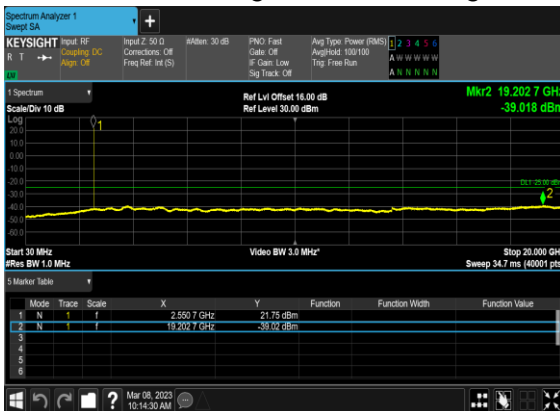 Spectrum Analyzer 1
Swept SA
KEYSIGHT
R T
LV
Input: RF
Coupling: DC
Align: Off
Input Z: 50 Ω
Corrections: Off
Freq Ref: Int (S)
#Atten: 30 dB
PNO: Fast
Gate: Off
IF Gain: Low
Sig Track: Off
Avg Type: Power (RMS)
Avg|Hold: 100/100
Trig: Free Run
1 2 3 4 5 6
A W W W W W
A N N N N N
1 Spectrum
Scale/Div 10 dB
Ref Lvl Offset 16.00 dB
Ref Level 30.00 dBm
Mkr2 19.202 7 GHz
-39.018 dBm
Log
20.0
10.0
0.00
-10.0
-20.0
-30.0
-40.0
-50.0
-60.0
1
DL1 -25.00 dBm
2
Start 30 MHz
#Res BW 1.0 MHz
Video BW 3.0 MHz*
Stop 20.000 GHz
Sweep 34.7 ms (40001 pts)
5 Marker Table
Mode Trace Scale X Y Function Function Width Function Value
1 N 1 f 2.550 7 GHz 21.75 dBm
2 N 1 f 19.202 7 GHz -39.02 dBm
3
4
5
6
?
Mar 08, 2023
10:14:30 AM